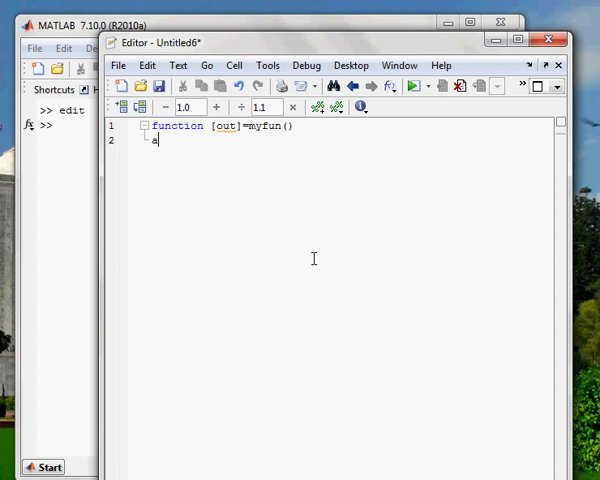 MATLAB 7.10.0 (R2010a)
File Edit De
Shortcuts H
>> edit
fx >>
Start
Editor - Untitled6*
File Edit Text Go Cell Tools Debug Desktop Window Help
− 1.0 + ÷ 1.1 ×
1 function [out]=myfun()
2 a